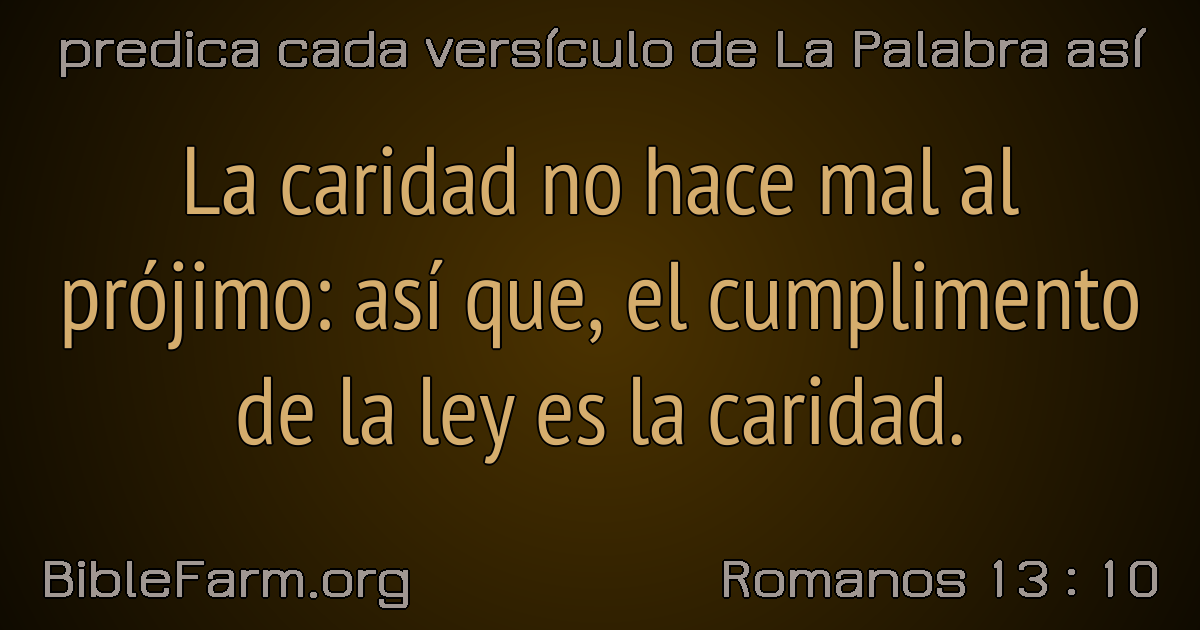 predica cada versículo de La Palabra así
La caridad no hace mal al
prójimo: así que, el cumplimento
de la ley es la caridad.
BibleFarm.org
Romanos 13 : 10